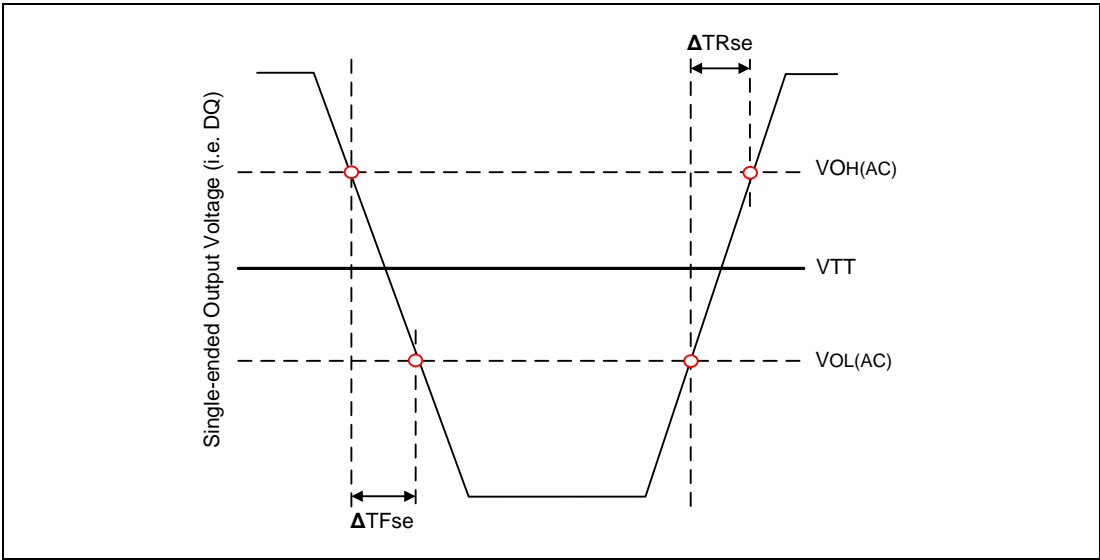 ΔTRse
Single-ended Output Voltage (i.e. DQ)
VOH(AC)
VTT
VOL(AC)
ΔTFse